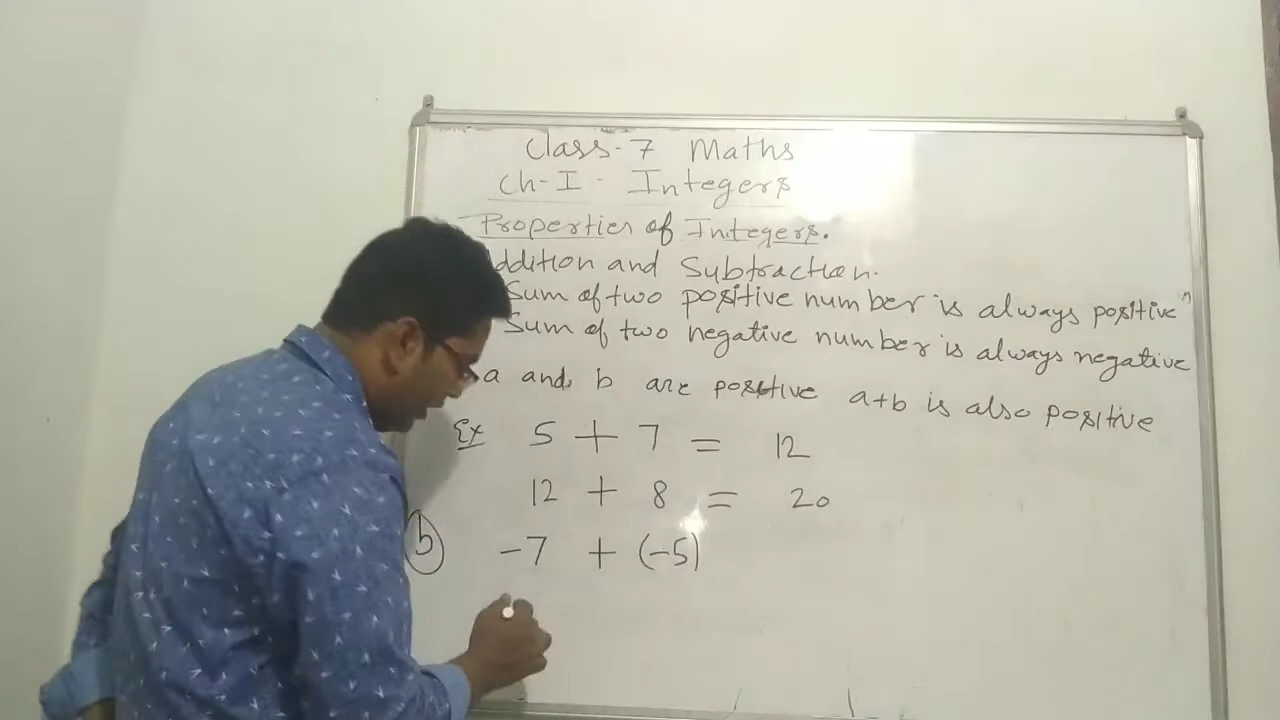 Class-7 Maths
Ch-I - Integers
Properties of Integers.
ddition and Subtraction.
Sum of two positive number is always positive"
Sum of two negative number is always negative
a and b are positive a+b is also positive
Ex 5 + 7 = 12
12 + 8 = 20
b -7 + (-5)